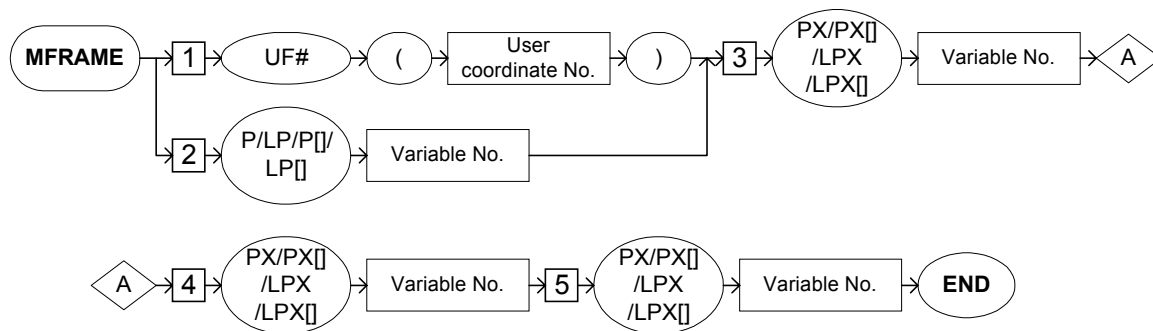 MFRAME
1
UF#
(
User
coordinate No.
)
3
PX/PX[]
/LPX
/LPX[]
Variable No.
A
2
P/LP/P[]/
LP[]
Variable No.
A
4
PX/PX[]
/LPX
/LPX[]
Variable No.
5
PX/PX[]
/LPX
/LPX[]
Variable No.
END